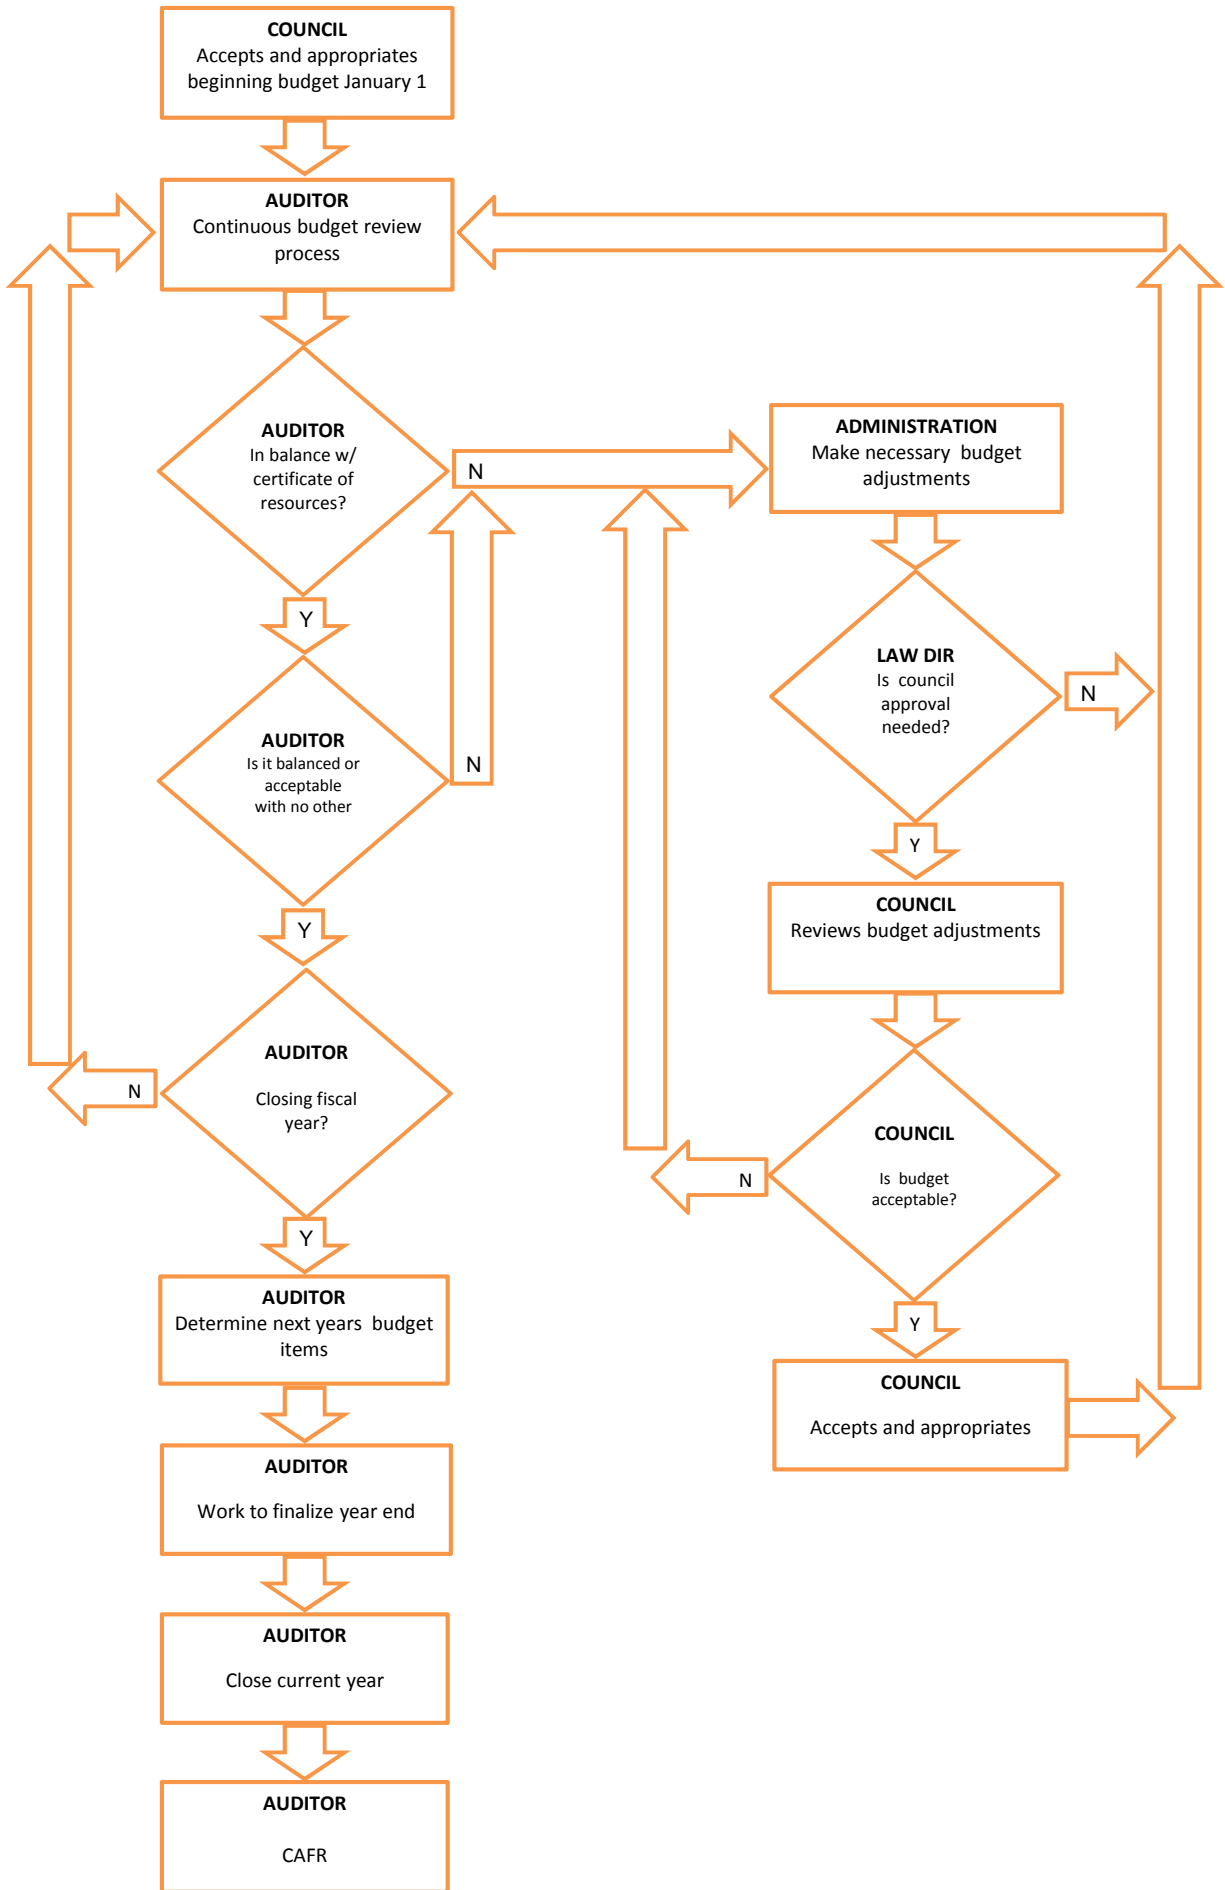 COUNCIL
Accepts and appropriates
beginning budget January 1
AUDITOR
Continuous budget review
process
AUDITOR
In balance w/
certificate of
resources?
N
Y
AUDITOR
Is it balanced or
acceptable
with no other
N
Y
AUDITOR
Closing fiscal
year?
N
Y
AUDITOR
Determine next years budget
items
AUDITOR
Work to finalize year end
AUDITOR
Close current year
AUDITOR
CAFR
ADMINISTRATION
Make necessary budget
adjustments
LAW DIR
Is council
approval
needed?
N
Y
COUNCIL
Reviews budget adjustments
COUNCIL
Is budget
acceptable?
N
Y
COUNCIL
Accepts and appropriates